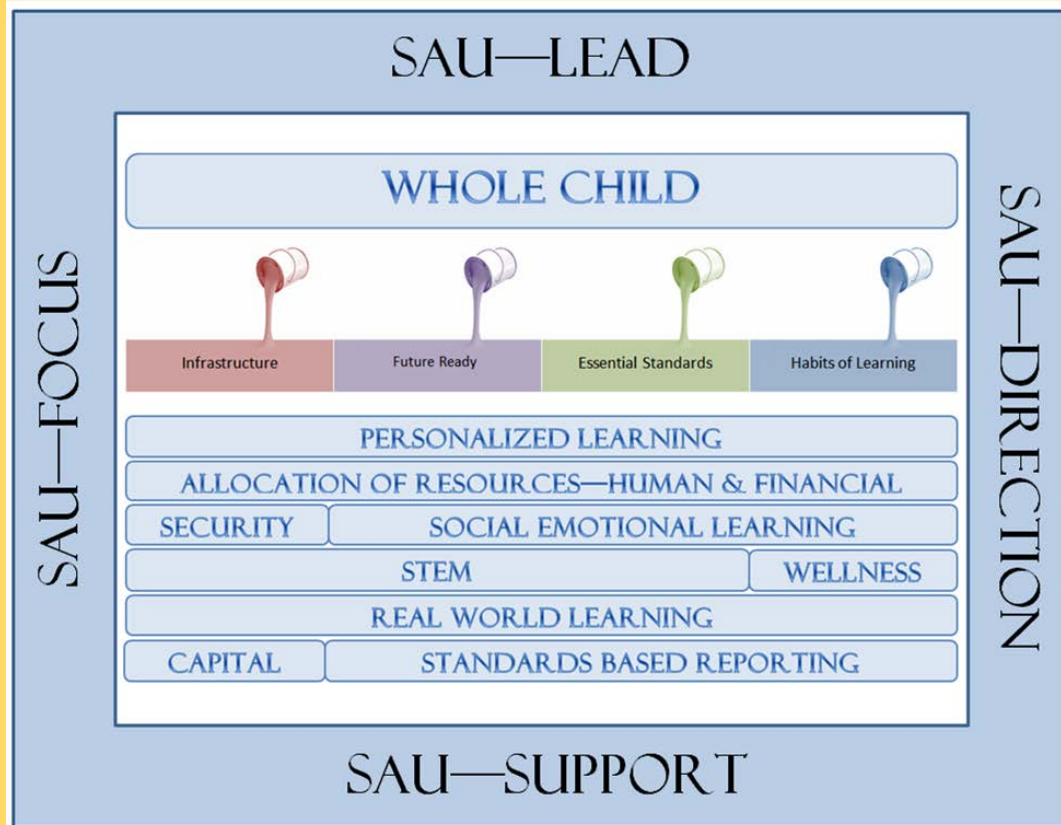 SAU—LEAD
SAU—FOCUS
WHOLE CHILD
SAU—DIRECTION
Infrastructure
Future Ready
Essential Standards
Habits of Learning
PERSONALIZED LEARNING
ALLOCATION OF RESOURCES—HUMAN & FINANCIAL
SECURITY
SOCIAL EMOTIONAL LEARNING
STEM
WELLNESS
REAL WORLD LEARNING
CAPITAL
STANDARDS BASED REPORTING
SAU—SUPPORT